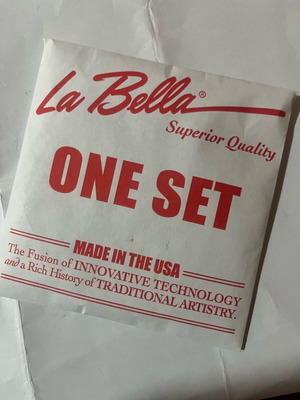 La Bella®
Superior Quality
ONE SET
MADE IN THE USA
The Fusion of INNOVATIVE TECHNOLOGY
and a Rich History of TRADITIONAL ARTISTRY.